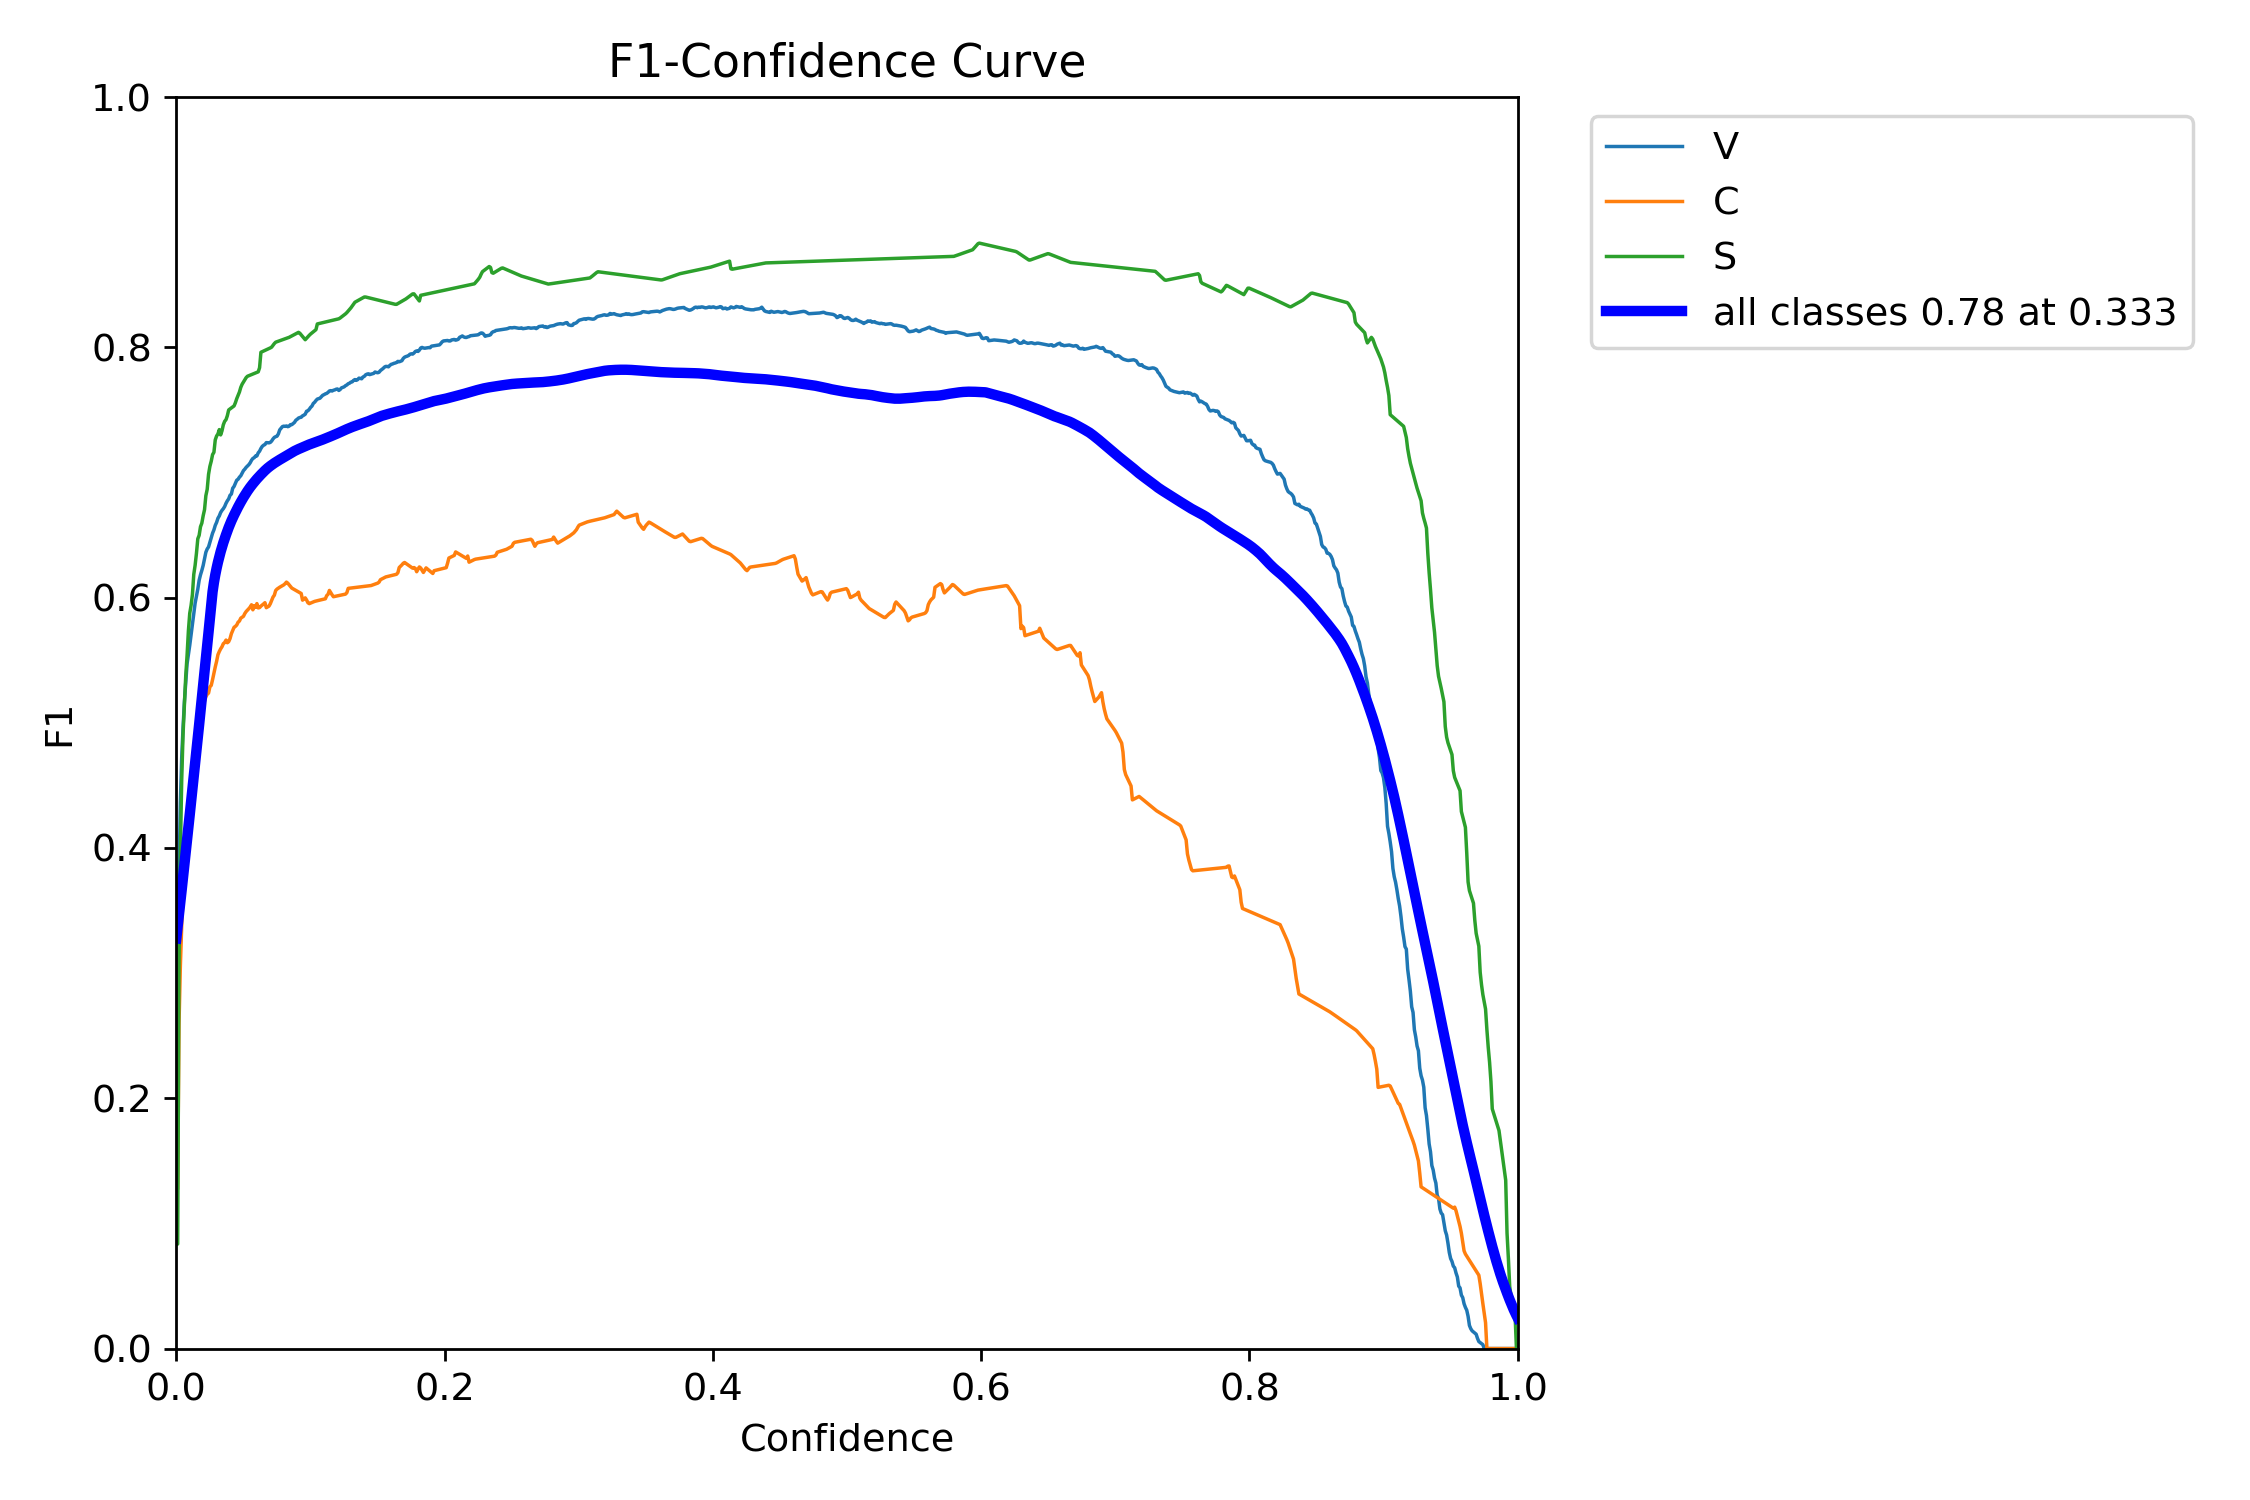 F1-Confidence Curve
1.0
0.8
0.6
0.4
0.2
0.0
F1
0.0 0.2 0.4 0.6 0.8 1.0
Confidence
V
C
S
all classes 0.78 at 0.333